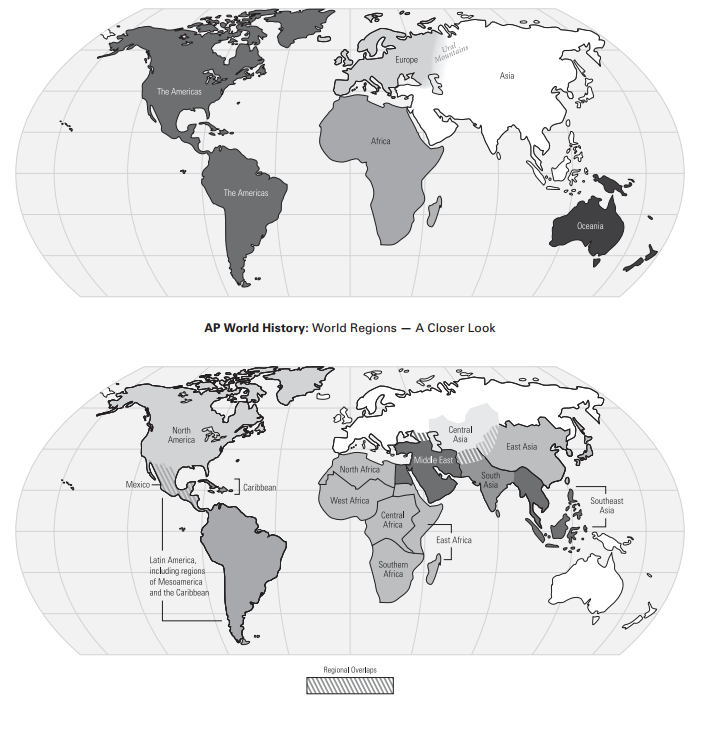 Ural
Mountains
Europe
Asia
The Americas
Africa
The Americas
Oceania
AP World History: World Regions — A Closer Look
North
America
Central
Asia
East Asia
Middle East
North Africa
South
Asia
Mexico
Caribbean
West Africa
Southeast
Asia
Central
Africa
East Africa
Latin America,
including regions
of Mesoamerica
and the Caribbean
Southern
Africa
Regional Overlaps